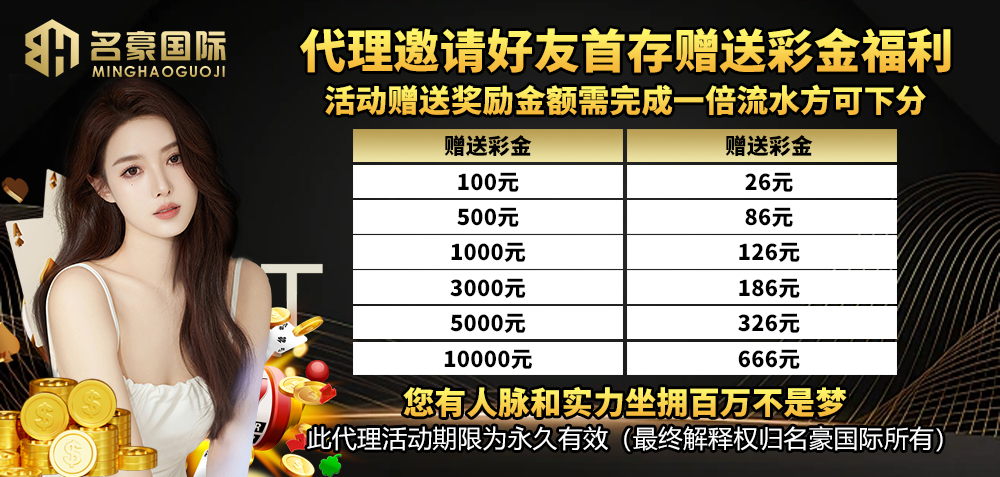 名豪国际
MINGHAOGUOJI
代理邀请好友首存赠送彩金福利
活动赠送奖励金额需完成一倍流水方可下分
赠送彩金 赠送彩金
100元 26元
500元 86元
1000元 126元
3000元 186元
5000元 326元
10000元 666元
您有人脉和实力坐拥百万不是梦
此代理活动期限为永久有效（最终解释权归名豪国际所有）